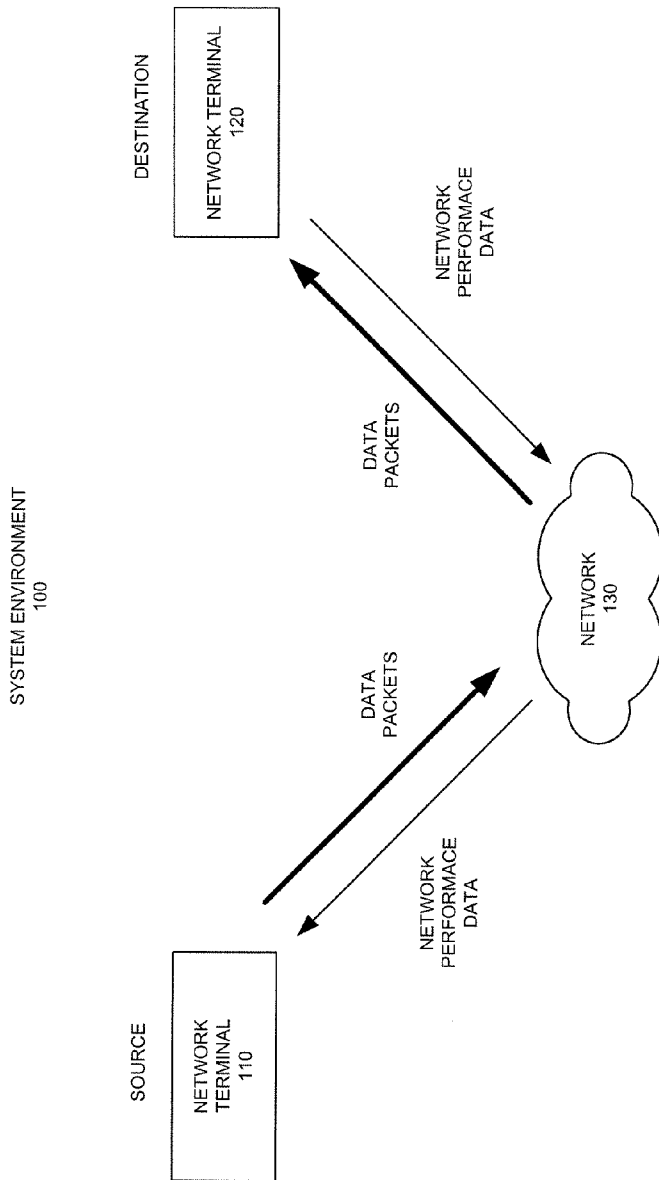 SYSTEM ENVIRONMENT
100
SOURCE
NETWORK
TERMINAL
110
DESTINATION
NETWORK TERMINAL
120
DATA
PACKETS
DATA
PACKETS
NETWORK
PERFORMACE
DATA
NETWORK
PERFORMACE
DATA
NETWORK
130